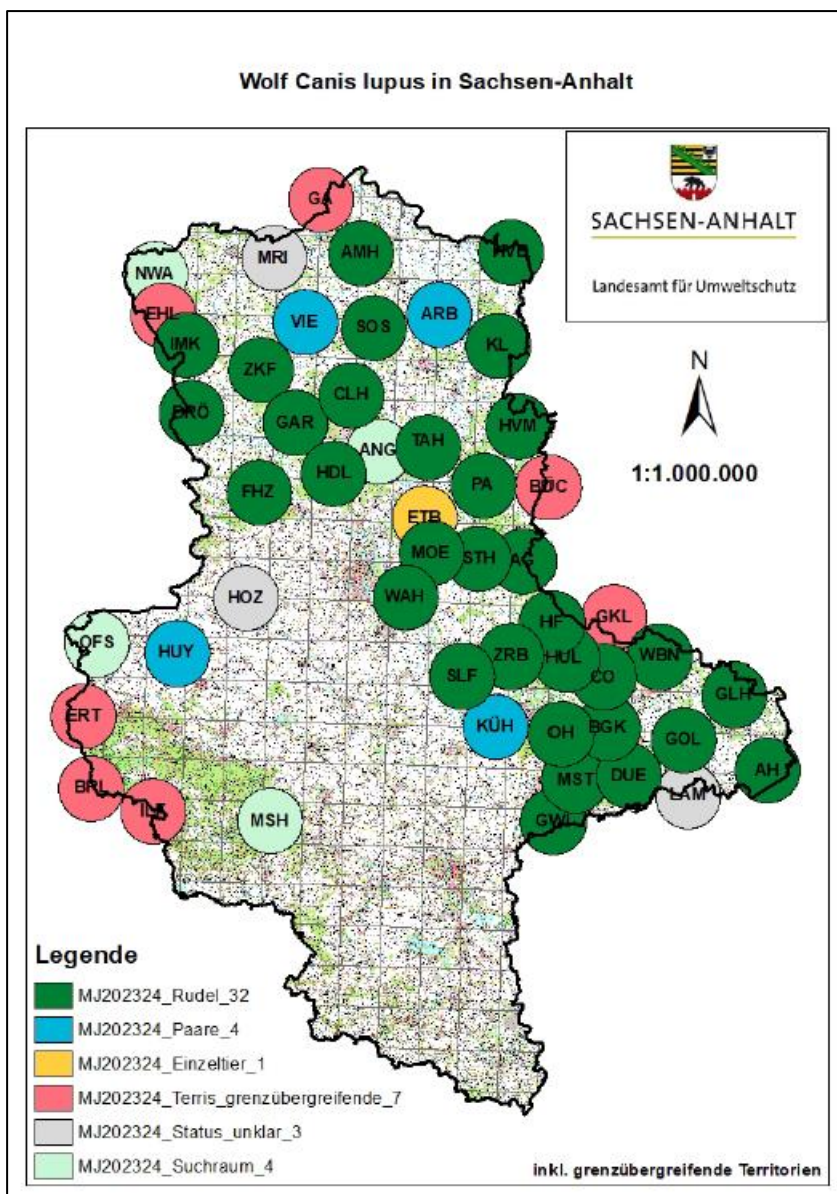 Wolf Canis lupus in Sachsen-Anhalt
SACHSEN-ANHALT
Landesamt für Umweltschutz
N
1:1.000.000
GA
MRI
AMH
NWA
EHL
VIE
SOS
ARB
IMK
KL
ZKF
CLH
GAR
HVM
ANG
TAH
HDL
FHZ
PA
BÜC
ETB
MOE
STH
WAH
HOZ
HF
GKL
OFS
HUY
ZRB
HUL
WBN
SLF
CO
GLH
ERT
KÜH
OH
BGK
GOL
BRL
MST
DUE
AH
LAM
MSH
GWI
Legende
MJ202324_Rudel_32
MJ202324_Paare_4
MJ202324_Einzeltier_1
MJ202324_Terris_grenzübergreifende_7
MJ202324_Status_unklar_3
MJ202324_Suchraum_4
inkl. grenzübergreifende Territorien